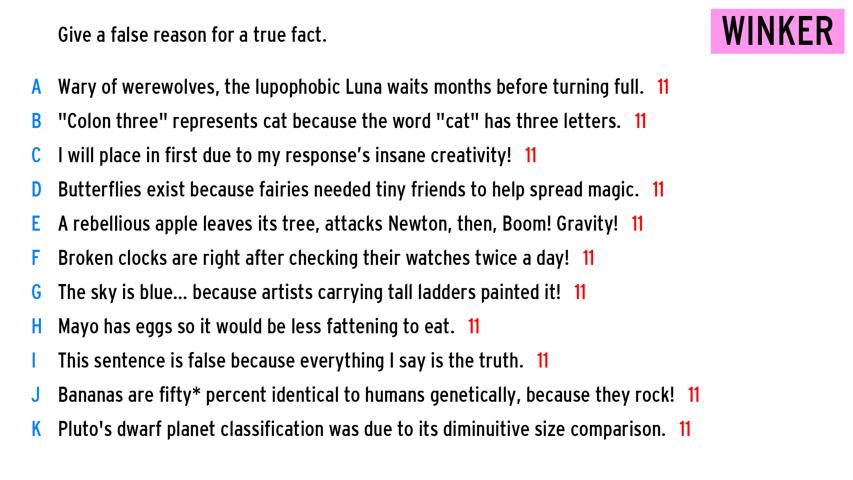 Give a false reason for a true fact.
WINKER
A Wary of werewolves, the lupophobic Luna waits months before turning full. 11
B "Colon three" represents cat because the word "cat" has three letters. 11
C I will place in first due to my response's insane creativity! 11
D Butterflies exist because fairies needed tiny friends to help spread magic. 11
E A rebellious apple leaves its tree, attacks Newton, then, Boom! Gravity! 11
F Broken clocks are right after checking their watches twice a day! 11
G The sky is blue... because artists carrying tall ladders painted it! 11
H Mayo has eggs so it would be less fattening to eat. 11
I This sentence is false because everything I say is the truth. 11
J Bananas are fifty* percent identical to humans genetically, because they rock! 11
K Pluto's dwarf planet classification was due to its diminuitive size comparison. 11